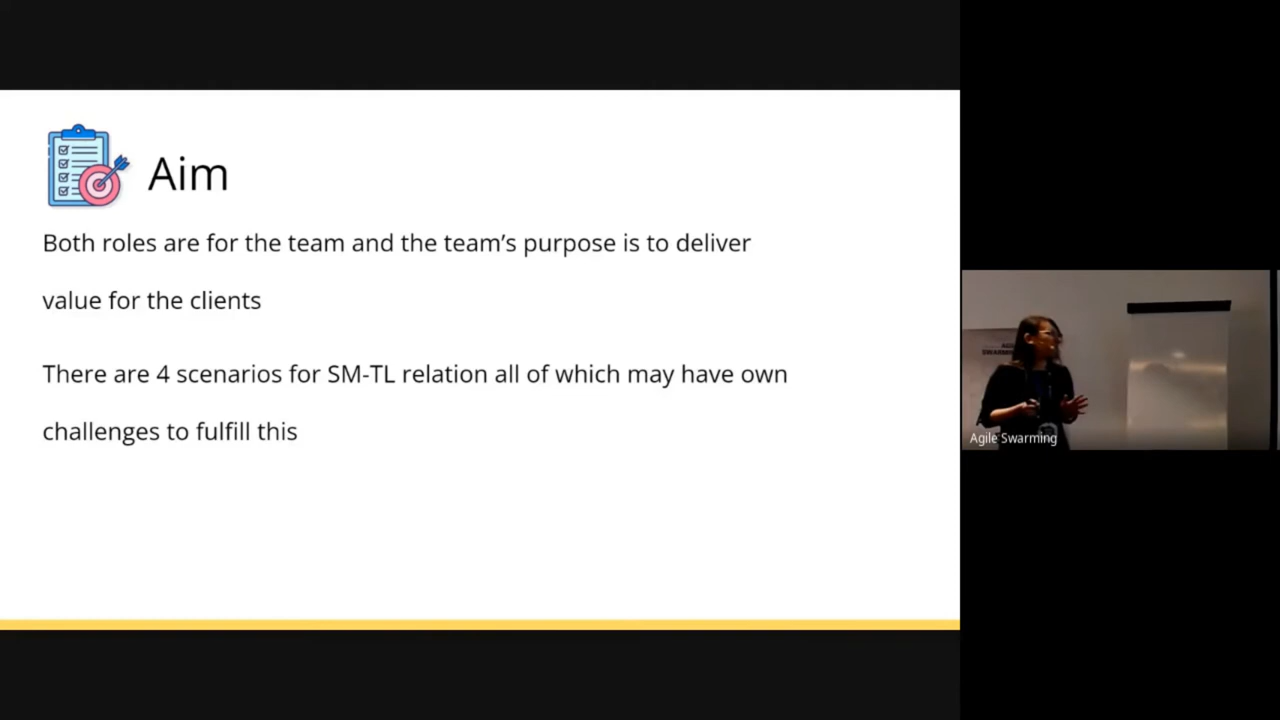 Aim
Both roles are for the team and the team's purpose is to deliver
value for the clients
There are 4 scenarios for SM-TL relation all of which may have own
challenges to fulfill this
Agile Swarming